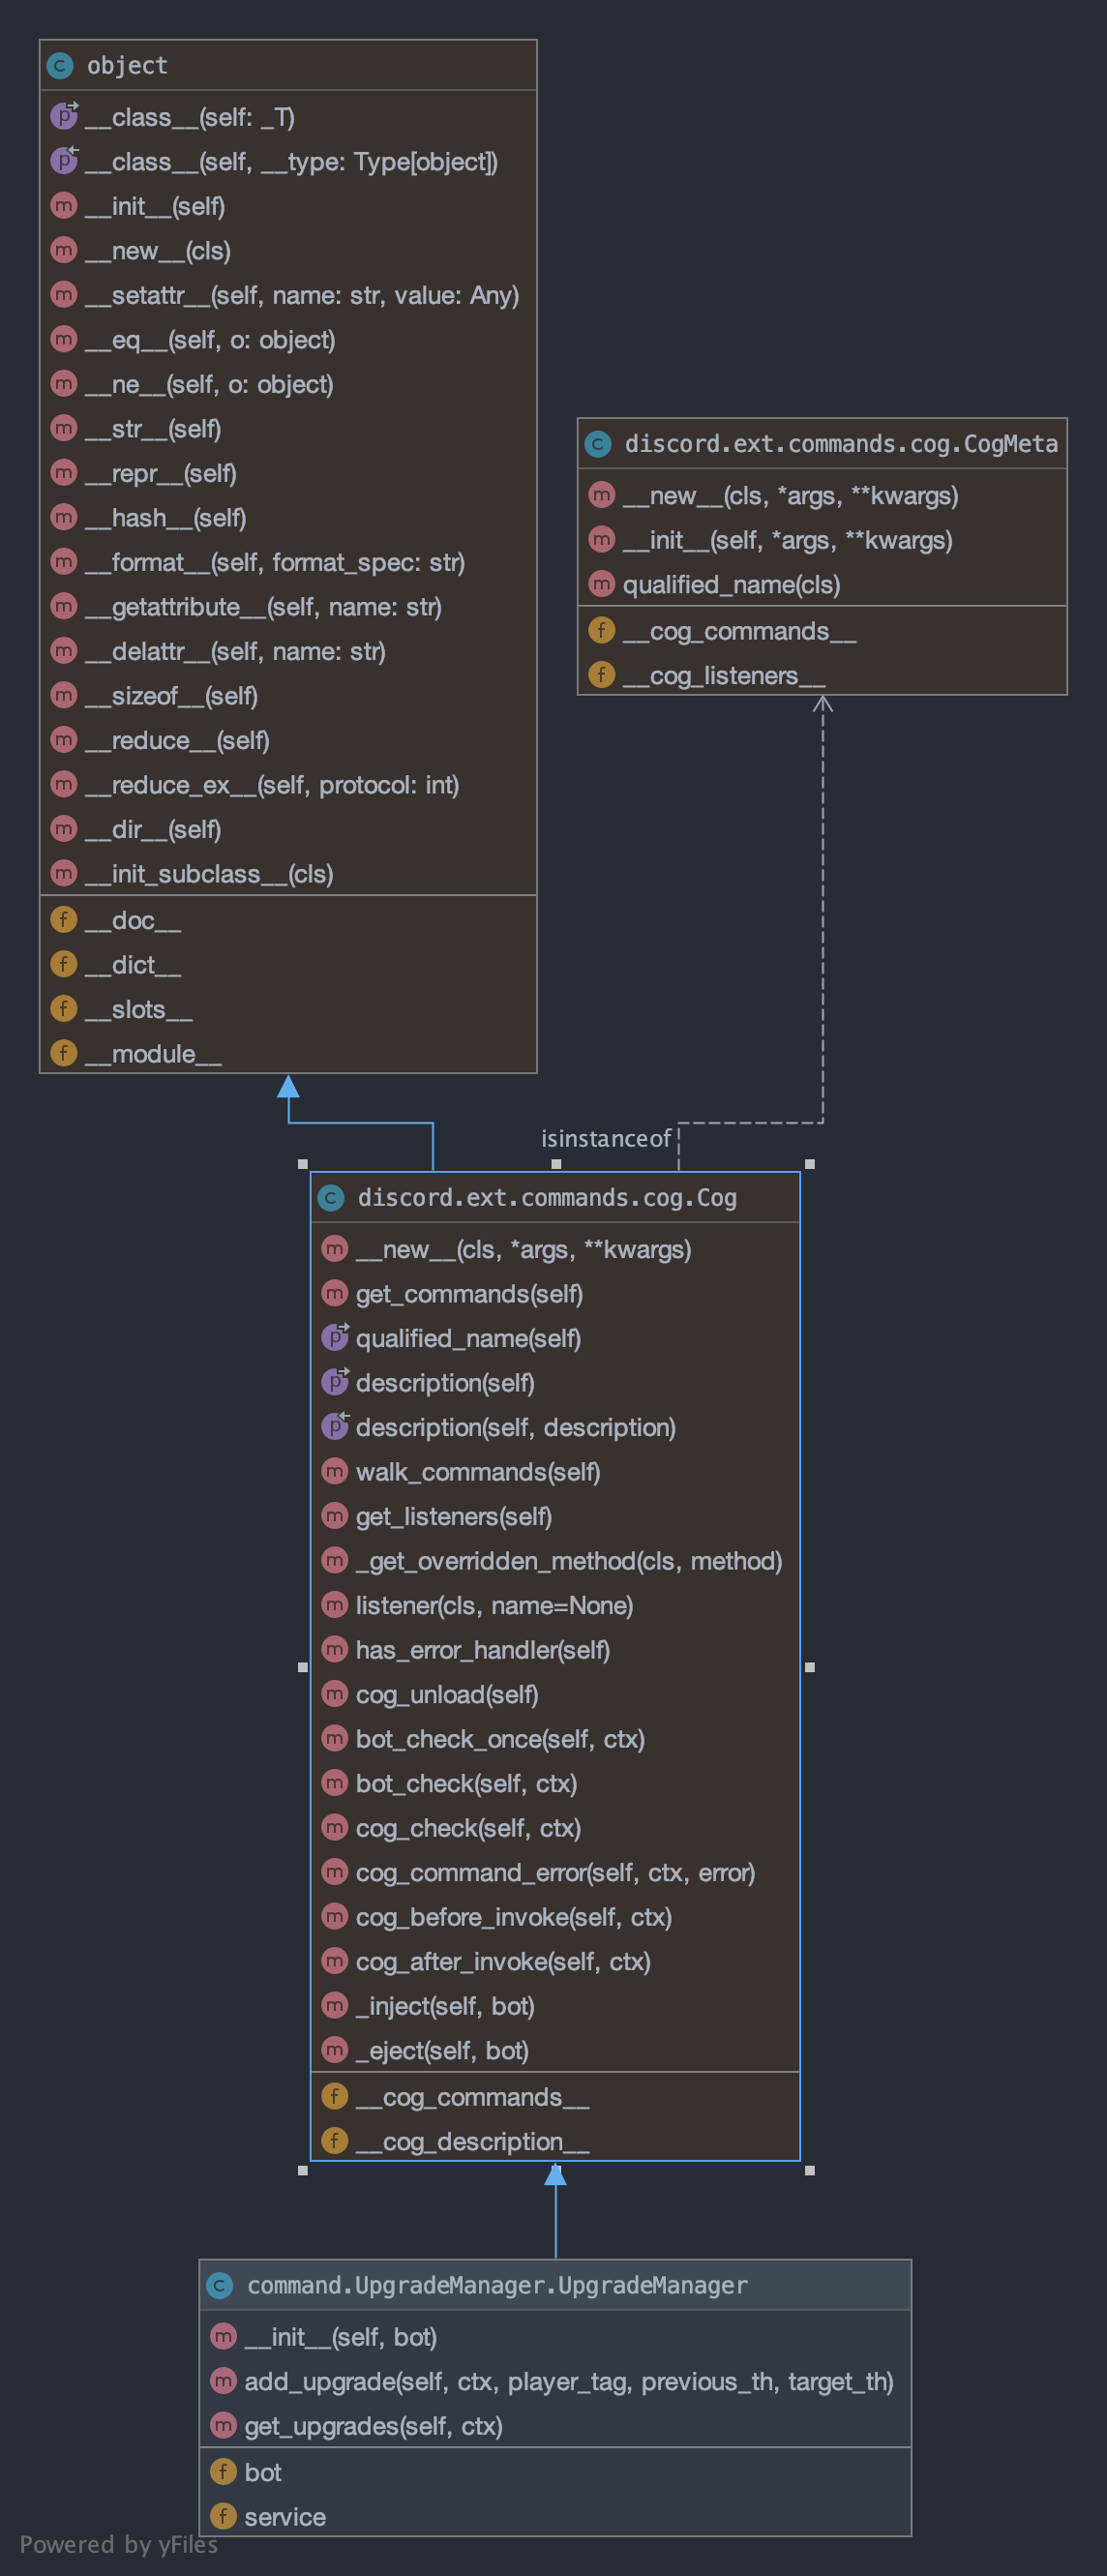 object
__class__(self: _T)
__class__(self, __type: Type[object])
__init__(self)
__new__(cls)
__setattr__(self, name: str, value: Any)
__eq__(self, o: object)
__ne__(self, o: object)
__str__(self)
__repr__(self)
__hash__(self)
__format__(self, format_spec: str)
__getattribute__(self, name: str)
__delattr__(self, name: str)
__sizeof__(self)
__reduce__(self)
__reduce_ex__(self, protocol: int)
__dir__(self)
__init_subclass__(cls)
__doc__
__dict__
__slots__
__module__
discord.ext.commands.cog.CogMeta
__new__(cls, *args, **kwargs)
__init__(self, *args, **kwargs)
qualified_name(cls)
__cog_commands__
__cog_listeners__
isinstanceof
discord.ext.commands.cog.Cog
__new__(cls, *args, **kwargs)
get_commands(self)
qualified_name(self)
description(self)
description(self, description)
walk_commands(self)
get_listeners(self)
_get_overridden_method(cls, method)
listener(cls, name=None)
has_error_handler(self)
cog_unload(self)
bot_check_once(self, ctx)
bot_check(self, ctx)
cog_check(self, ctx)
cog_command_error(self, ctx, error)
cog_before_invoke(self, ctx)
cog_after_invoke(self, ctx)
_inject(self, bot)
_eject(self, bot)
__cog_commands__
__cog_description__
command.UpgradeManager.UpgradeManager
__init__(self, bot)
add_upgrade(self, ctx, player_tag, previous_th, target_th)
get_upgrades(self, ctx)
bot
service
Powered by yFiles